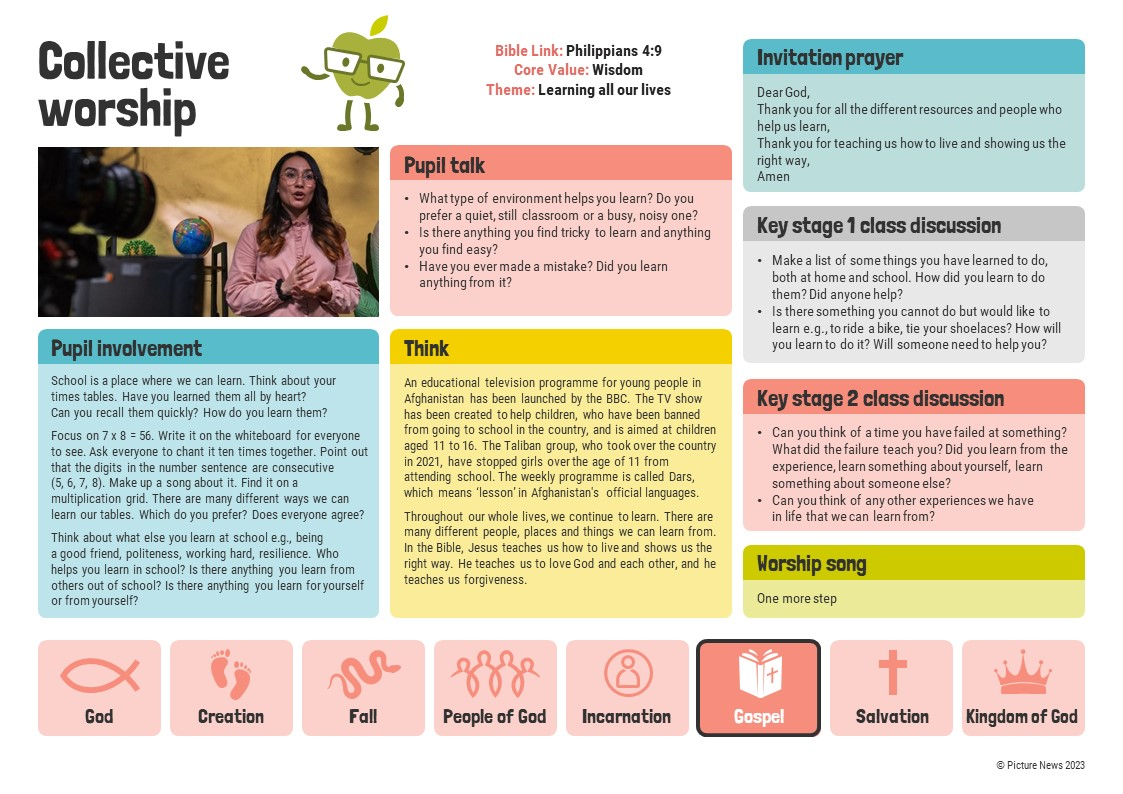 Collective
worship
Bible Link: Philippians 4:9
Core Value: Wisdom
Theme: Learning all our lives
Invitation prayer
Dear God,
Thank you for all the different resources and people who
help us learn,
Thank you for teaching us how to live and showing us the
right way,
Amen
Pupil talk
• What type of environment helps you learn? Do you
prefer a quiet, still classroom or a busy, noisy one?
• Is there anything you find tricky to learn and anything
you find easy?
• Have you ever made a mistake? Did you learn
anything from it?
Key stage 1 class discussion
• Make a list of some things you have learned to do,
both at home and school. How did you learn to do
them? Did anyone help?
• Is there something you cannot do but would like to
learn e.g., to ride a bike, tie your shoelaces? How will
you learn to do it? Will someone need to help you?
Pupil involvement
School is a place where we can learn. Think about your
times tables. Have you learned them all by heart?
Can you recall them quickly? How do you learn them?
Focus on 7 x 8 = 56. Write it on the whiteboard for everyone
to see. Ask everyone to chant it ten times together. Point out
that the digits in the number sentence are consecutive
(5, 6, 7, 8). Make up a song about it. Find it on a
multiplication grid. There are many different ways we can
learn our tables. Which do you prefer? Does everyone agree?
Think about what else you learn at school e.g., being
a good friend, politeness, working hard, resilience. Who
helps you learn in school? Is there anything you learn from
others out of school? Is there anything you learn for yourself
or from yourself?
Think
An educational television programme for young people in
Afghanistan has been launched by the BBC. The TV show
has been created to help children, who have been banned
from going to school in the country, and is aimed at children
aged 11 to 16. The Taliban group, who took over the country
in 2021, have stopped girls over the age of 11 from
attending school. The weekly programme is called Dars,
which means ‘lesson’ in Afghanistan's official languages.
Throughout our whole lives, we continue to learn. There are
many different people, places and things we can learn from.
In the Bible, Jesus teaches us how to live and shows us the
right way. He teaches us to love God and each other, and he
teaches us forgiveness.
Key stage 2 class discussion
• Can you think of a time you have failed at something?
What did the failure teach you? Did you learn from the
experience, learn something about yourself, learn
something about someone else?
• Can you think of any other experiences we have
in life that we can learn from?
Worship song
One more step
God
Creation
Fall
People of God
Incarnation
Gospel
Salvation
Kingdom of God
© Picture News 2023